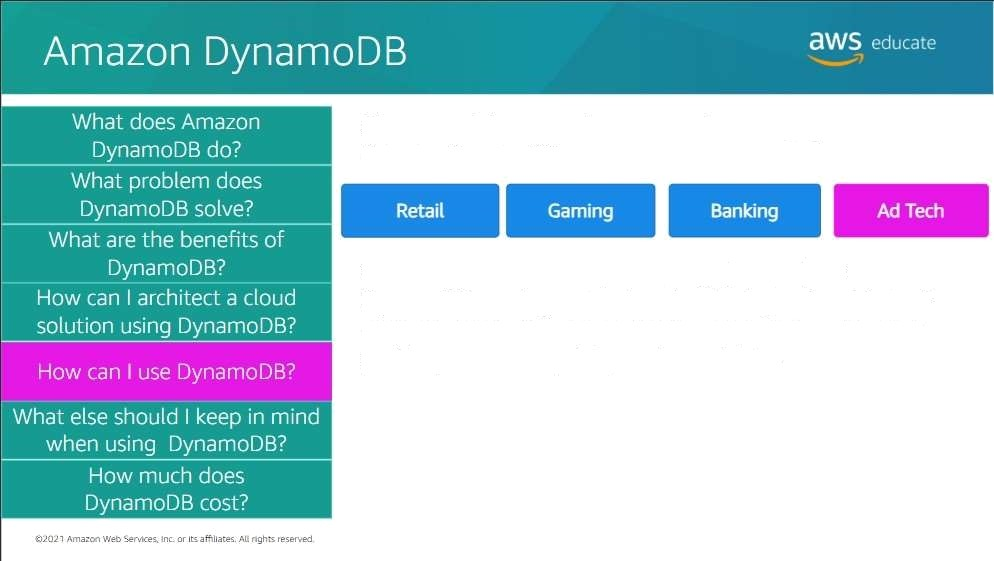 Amazon DynamoDB
aws educate
What does Amazon
DynamoDB do?
What problem does
DynamoDB solve?
What are the benefits of
DynamoDB?
How can I architect a cloud
solution using DynamoDB?
How can I use DynamoDB?
What else should I keep in mind
when using DynamoDB?
How much does
DynamoDB cost?
Retail
Gaming
Banking
Ad Tech
©2021 Amazon Web Services, Inc. or its affiliates. All rights reserved.